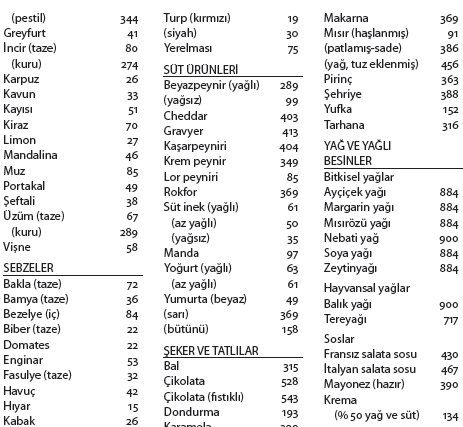 (pestil) 344
Greyfurt 41
İncir (taze) 80
(kuru) 274
Karpuz 26
Kavun 33
Kayısı 51
Kiraz 70
Limon 27
Mandalina 46
Muz 85
Portakal 49
Şeftali 38
Üzüm (taze) 67
(kuru) 289
Vişne 58
SEBZELER
Bakla (taze) 72
Bamya (taze) 36
Bezelye (iç) 84
Biber (taze) 22
Domates 22
Enginar 53
Fasulye (taze) 32
Havuç 42
Hıyar 15
Kabak 26
Turp (kırmızı) 19
(siyah) 30
Yerelması 75
SÜT ÜRÜNLERİ
Beyazpeynir (yağlı) 289
(yağsız) 99
Cheddar 403
Gravyer 413
Kaşarpeyniri 404
Krem peynir 349
Lor peyniri 85
Rokfor 369
Süt inek (yağlı) 61
(az yağlı) 50
(yağsız) 35
Manda 97
Yoğurt (yağlı) 63
(az yağlı) 61
Yumurta (beyaz) 49
(sarı) 369
(bütünü) 158
ŞEKER VE TATLILAR
Bal 315
Çikolata 528
Çikolata (fıstıklı) 543
Dondurma 193
Karamela
Makarna 369
Mısır (haşlanmış) 91
(patlamış-sade) 386
(yağ, tuz eklenmiş) 456
Pirinç 363
Şehriye 388
Yufka 152
Tarhana 316
YAĞ VE YAĞLI
BESİNLER
Bitkisel yağlar
Ayçiçek yağı 884
Margarin yağı 884
Mısırözü yağı 884
Nebati yağ 900
Soya yağı 884
Zeytinyağı 884
Hayvansal yağlar
Balık yağı 900
Tereyağı 717
Soslar
Fransız salata sosu 430
İtalyan salata sosu 467
Mayonez (hazır) 390
Krema
(% 50 yağ ve süt) 134